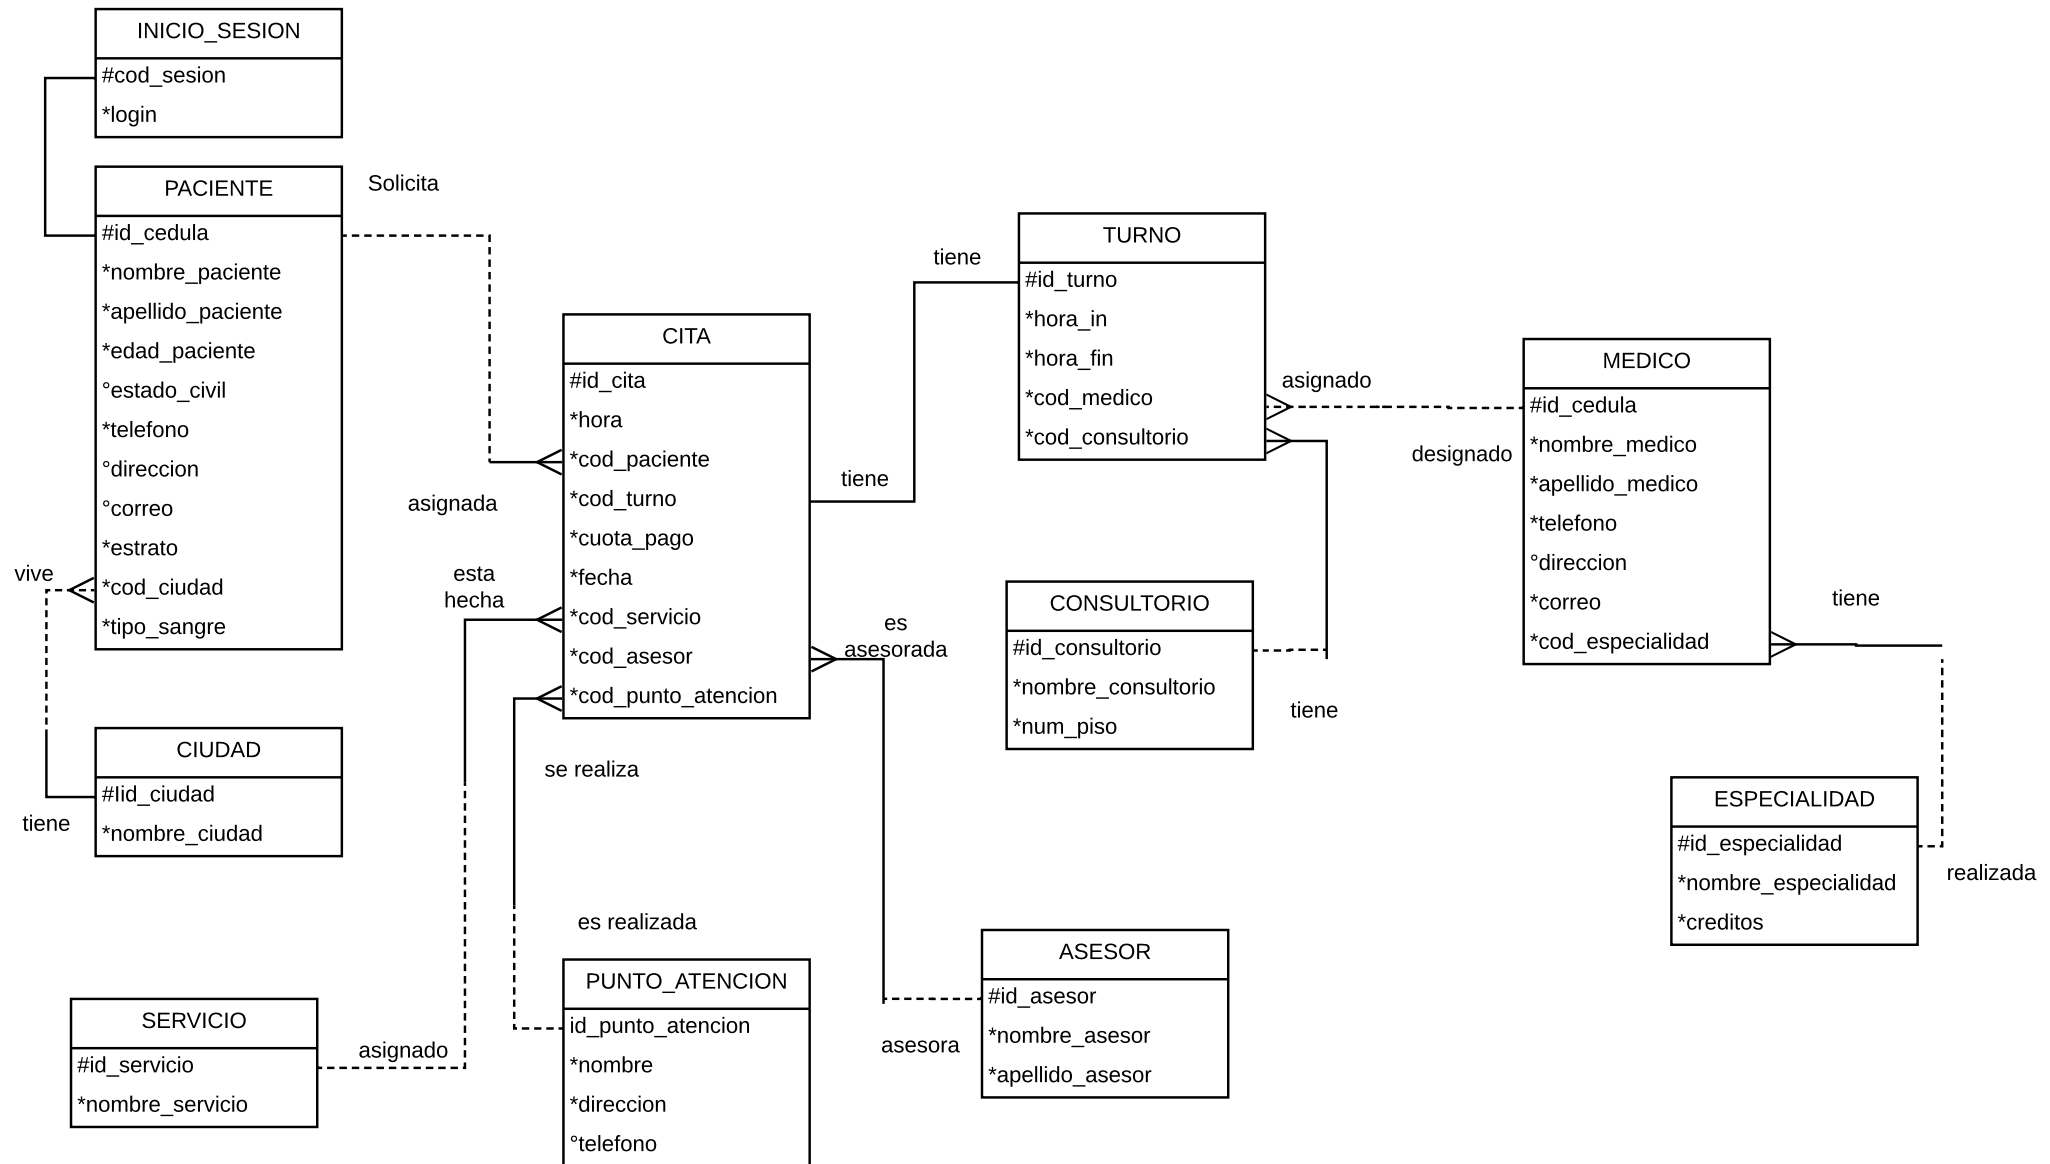 INICIO_SESION
#cod_sesion
*login
PACIENTE
#id_cedula
*nombre_paciente
*apellido_paciente
*edad_paciente
°estado_civil
*telefono
°direccion
°correo
*estrato
*cod_ciudad
*tipo_sangre
Solicita
asignada
vive
tiene
CIUDAD
#Iid_ciudad
*nombre_ciudad
SERVICIO
#id_servicio
*nombre_servicio
asignado
esta
hecha
CITA
#id_cita
*hora
*cod_paciente
*cod_turno
*cuota_pago
*fecha
*cod_servicio
*cod_asesor
*cod_punto_atencion
se realiza
es realizada
PUNTO_ATENCION
id_punto_atencion
*nombre
*direccion
°telefono
tiene
tiene
es
asesorada
asesora
ASESOR
#id_asesor
*nombre_asesor
*apellido_asesor
TURNO
#id_turno
*hora_in
*hora_fin
*cod_medico
*cod_consultorio
asignado
designado
CONSULTORIO
#id_consultorio
*nombre_consultorio
*num_piso
tiene
MEDICO
#id_cedula
*nombre_medico
*apellido_medico
*telefono
°direccion
*correo
*cod_especialidad
tiene
realizada
ESPECIALIDAD
#id_especialidad
*nombre_especialidad
*creditos